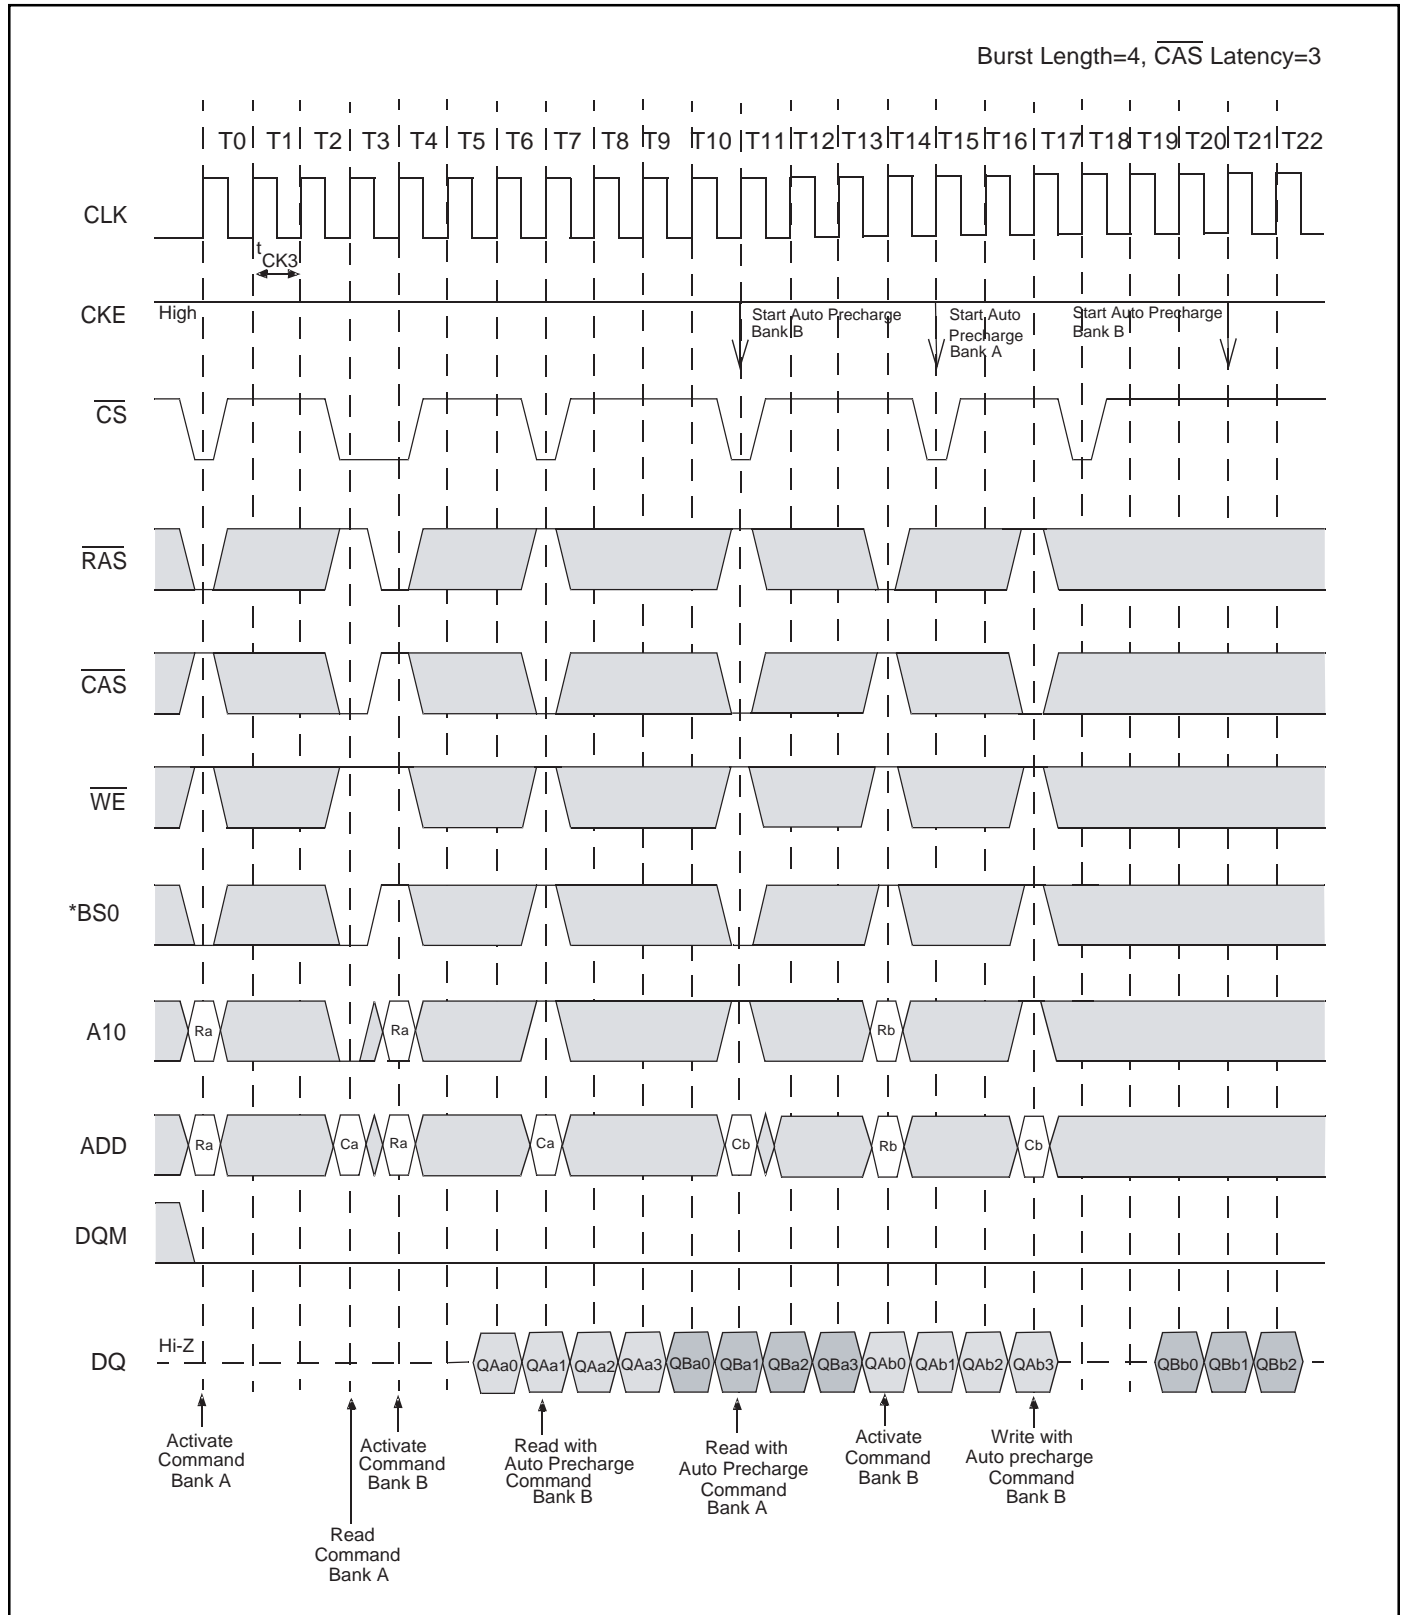 Burst Length=4, CAS Latency=3
T0 T1 T2 T3 T4 T5 T6 T7 T8 T9 T10 T11 T12 T13 T14 T15 T16 T17 T18 T19 T20 T21 T22
CLK
tCK3
CKE
High
Start Auto Precharge
Bank B
Start Auto
Precharge
Bank A
Start Auto Precharge
Bank B
CS
RAS
CAS
WE
*BS0
A10
Ra Ra Rb
ADD
Ra Ca Ra Ca Cb Rb Cb
DQM
DQ
Hi-Z
QAa0 QAa1 QAa2 QAa3 QBa0 QBa1 QBa2 QBa3 QAb0 QAb1 QAb2 QAb3 QBb0 QBb1 QBb2
Activate
Command
Bank A
Read
Command
Bank A
Activate
Command
Bank B
Read with
Auto Precharge
Command
Bank B
Read with
Auto Precharge
Command
Bank A
Activate
Command
Bank B
Write with
Auto precharge
Command
Bank B